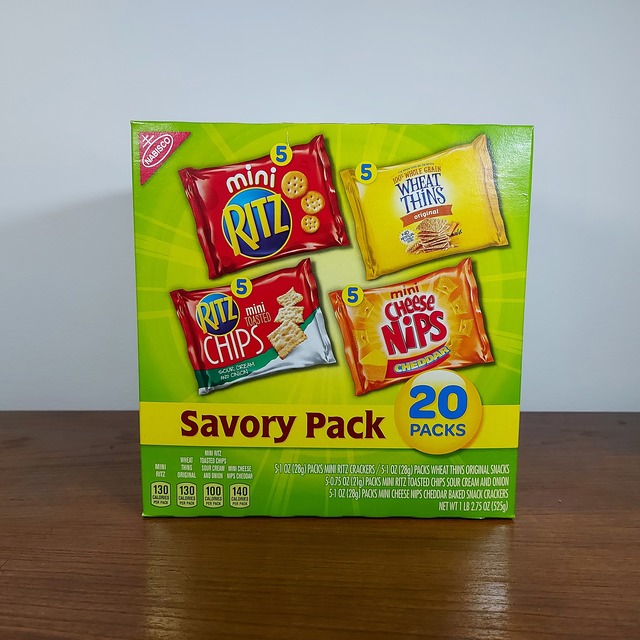 NABISCO
5
mini
RITZ
5
100% WHOLE GRAIN
WHEAT
THINS
original
5
RITZ
mini
TOASTED
CHIPS
SOUR CREAM
AND ONION
5
mini
CHEESE
NiPS
CHEDDAR
Savory Pack
20
PACKS
MINI
RITZ
130
CALORIES
PER PACK
WHEAT
THINS
ORIGINAL
130
CALORIES
PER PACK
MINI RITZ
TOASTED CHIPS
SOUR CREAM
AND ONION
100
CALORIES
PER PACK
MINI CHEESE
NIPS CHEDDAR
140
CALORIES
PER PACK
5-1 OZ (28g) PACKS MINI RITZ CRACKERS / 5-1 OZ (28g) PACKS WHEAT THINS ORIGINAL SNACKS
5-0.75 OZ (21g) PACKS MINI RITZ TOASTED CHIPS SOUR CREAM AND ONION
5-1 OZ (28g) PACKS MINI CHEESE NIPS CHEDDAR BAKED SNACK CRACKERS
NET WT 1 LB 2.75 OZ (525g)